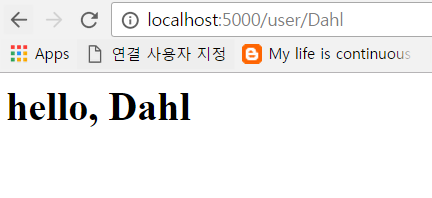 localhost:5000/user/Dahl
Apps 연결 사용자 지정 My life is continuous
hello, Dahl